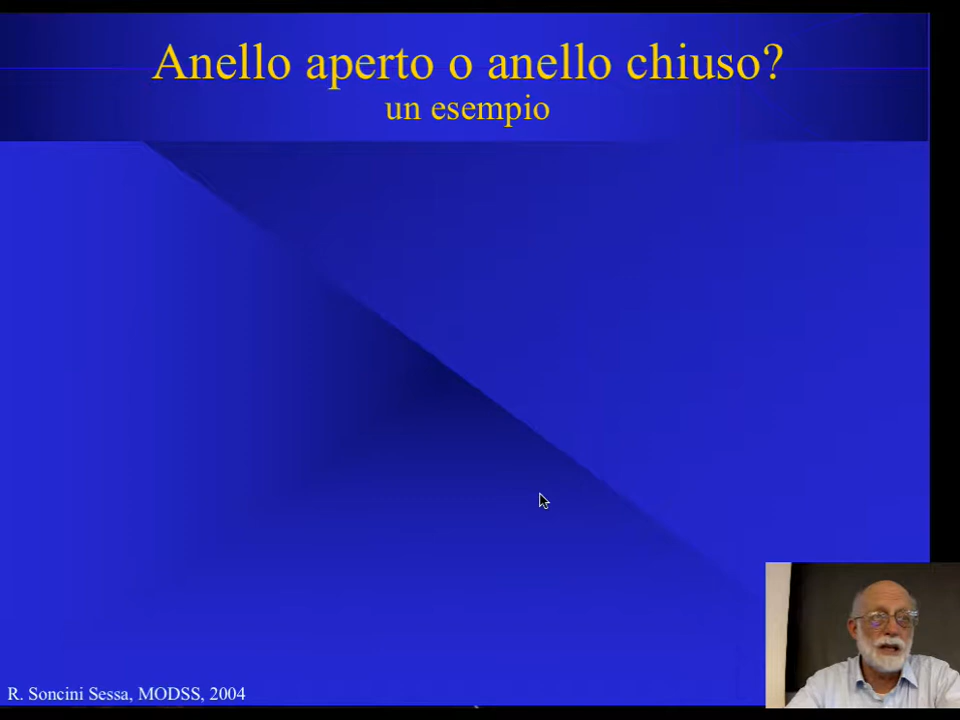 Anello aperto o anello chiuso?
un esempio
R. Soncini Sessa, MODSS, 2004